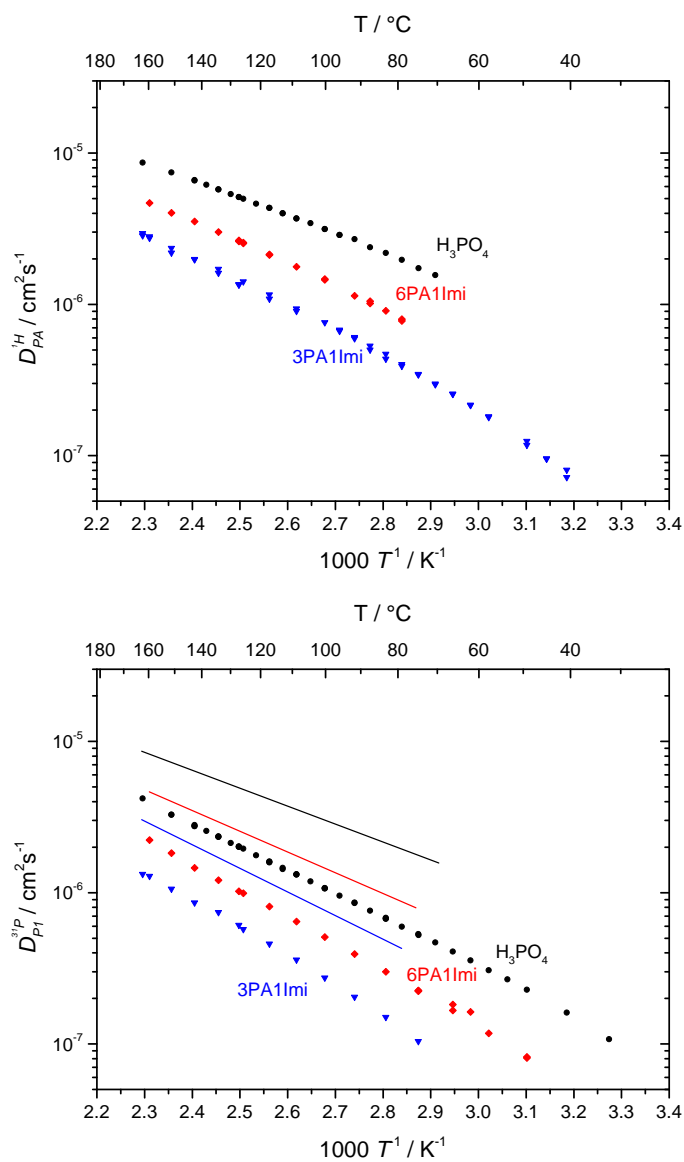 T / °C
180 160 140 120 100 80 60 40
10⁻⁵
10⁻⁶
10⁻⁷
D_PA^1H / cm²s⁻¹
H₃PO₄
6PA1Imi
3PA1Imi
2.2 2.3 2.4 2.5 2.6 2.7 2.8 2.9 3.0 3.1 3.2 3.3 3.4
1000 T⁻¹ / K⁻¹
T / °C
180 160 140 120 100 80 60 40
10⁻⁵
10⁻⁶
10⁻⁷
D_P1^31P / cm²s⁻¹
H₃PO₄
6PA1Imi
3PA1Imi
2.2 2.3 2.4 2.5 2.6 2.7 2.8 2.9 3.0 3.1 3.2 3.3 3.4
1000 T⁻¹ / K⁻¹